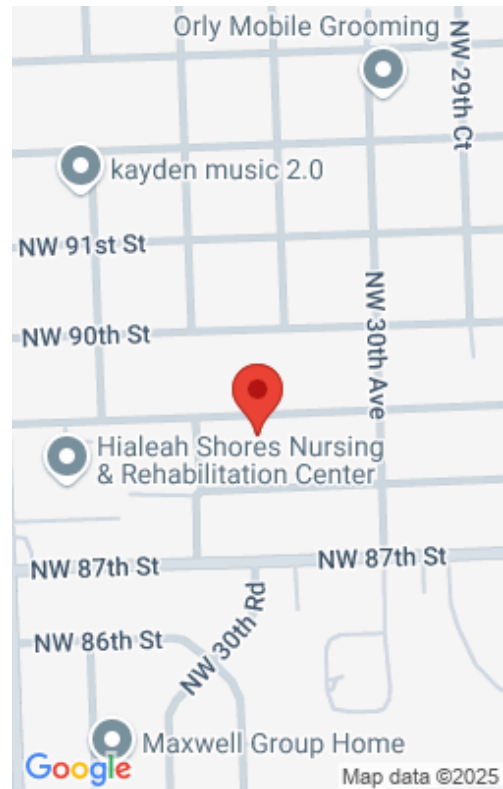 Orly Mobile Grooming
NW 29th Ct
kayden music 2.0
NW 91st St
NW 30th Ave
NW 90th St
Hialeah Shores Nursing
& Rehabilitation Center
NW 87th St
NW 87th St
NW 30th Rd
NW 86th St
Maxwell Group Home
Google
Map data ©2025